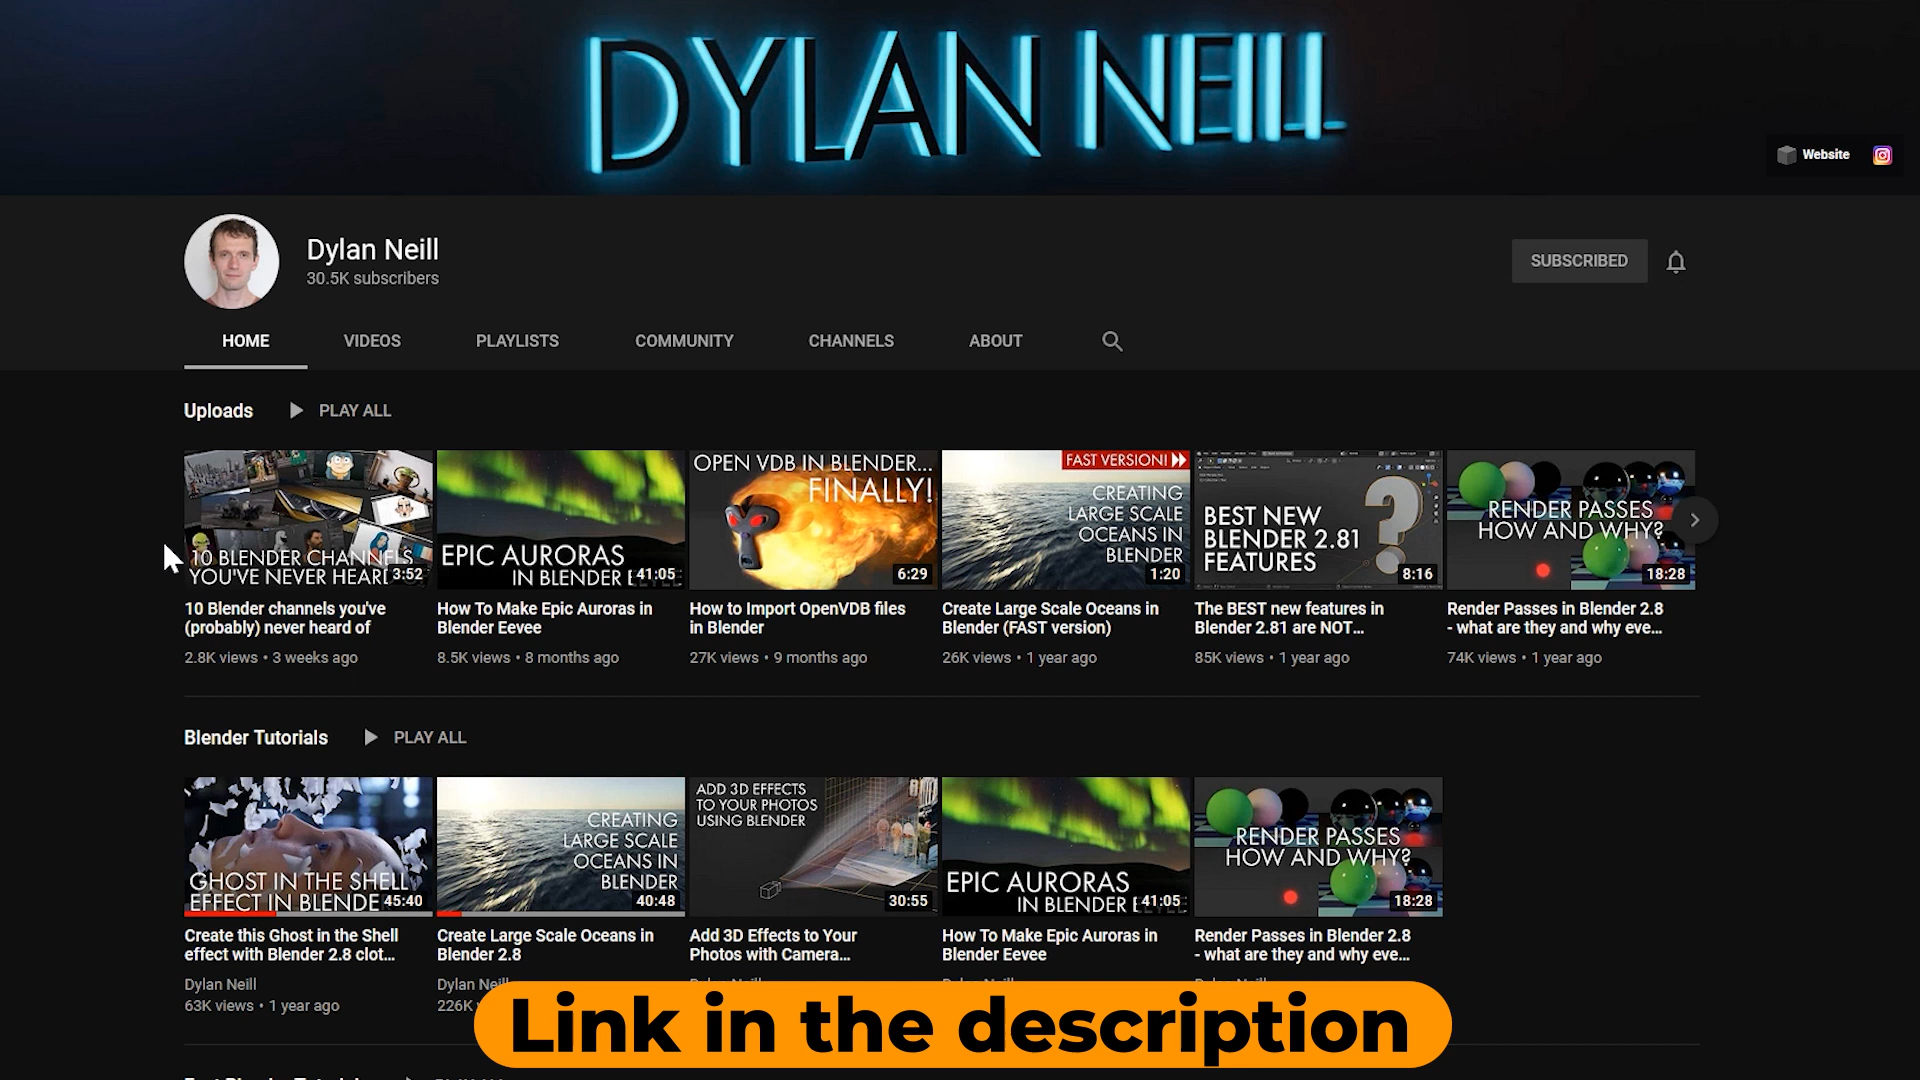 DYLAN NEILL
Website
Dylan Neill
30.5K subscribers
SUBSCRIBED
HOME VIDEOS PLAYLISTS COMMUNITY CHANNELS ABOUT
Uploads PLAY ALL
10 BLENDER CHANNELS
YOU'VE NEVER HEARD
3:52
10 Blender channels you've
(probably) never heard of
2.8K views • 3 weeks ago
EPIC AURORAS
IN BLENDER
41:05
How To Make Epic Auroras in
Blender Eevee
8.5K views • 8 months ago
OPEN VDB IN BLENDER...
FINALLY!
6:29
How to Import OpenVDB files
in Blender
27K views • 9 months ago
FAST VERSION!
CREATING
LARGE SCALE
OCEANS IN
BLENDER
1:20
Create Large Scale Oceans in
Blender (FAST version)
26K views • 1 year ago
BEST NEW
BLENDER 2.81
FEATURES
?
8:16
The BEST new features in
Blender 2.81 are NOT...
85K views • 1 year ago
RENDER PASSES
HOW AND WHY?
18:28
Render Passes in Blender 2.8
- what are they and why eve...
74K views • 1 year ago
Blender Tutorials PLAY ALL
GHOST IN THE SHELL
EFFECT IN BLENDE
45:40
Create this Ghost in the Shell
effect with Blender 2.8 clot...
Dylan Neill
63K views • 1 year ago
CREATING
LARGE SCALE
OCEANS IN
BLENDER
40:48
Create Large Scale Oceans in
Blender 2.8
Dylan Neill
226K
ADD 3D EFFECTS
TO YOUR PHOTOS
USING BLENDER
30:55
Add 3D Effects to Your
Photos with Camera...
EPIC AURORAS
IN BLENDER
41:05
How To Make Epic Auroras in
Blender Eevee
RENDER PASSES
HOW AND WHY?
18:28
Render Passes in Blender 2.8
- what are they and why eve...
Link in the description